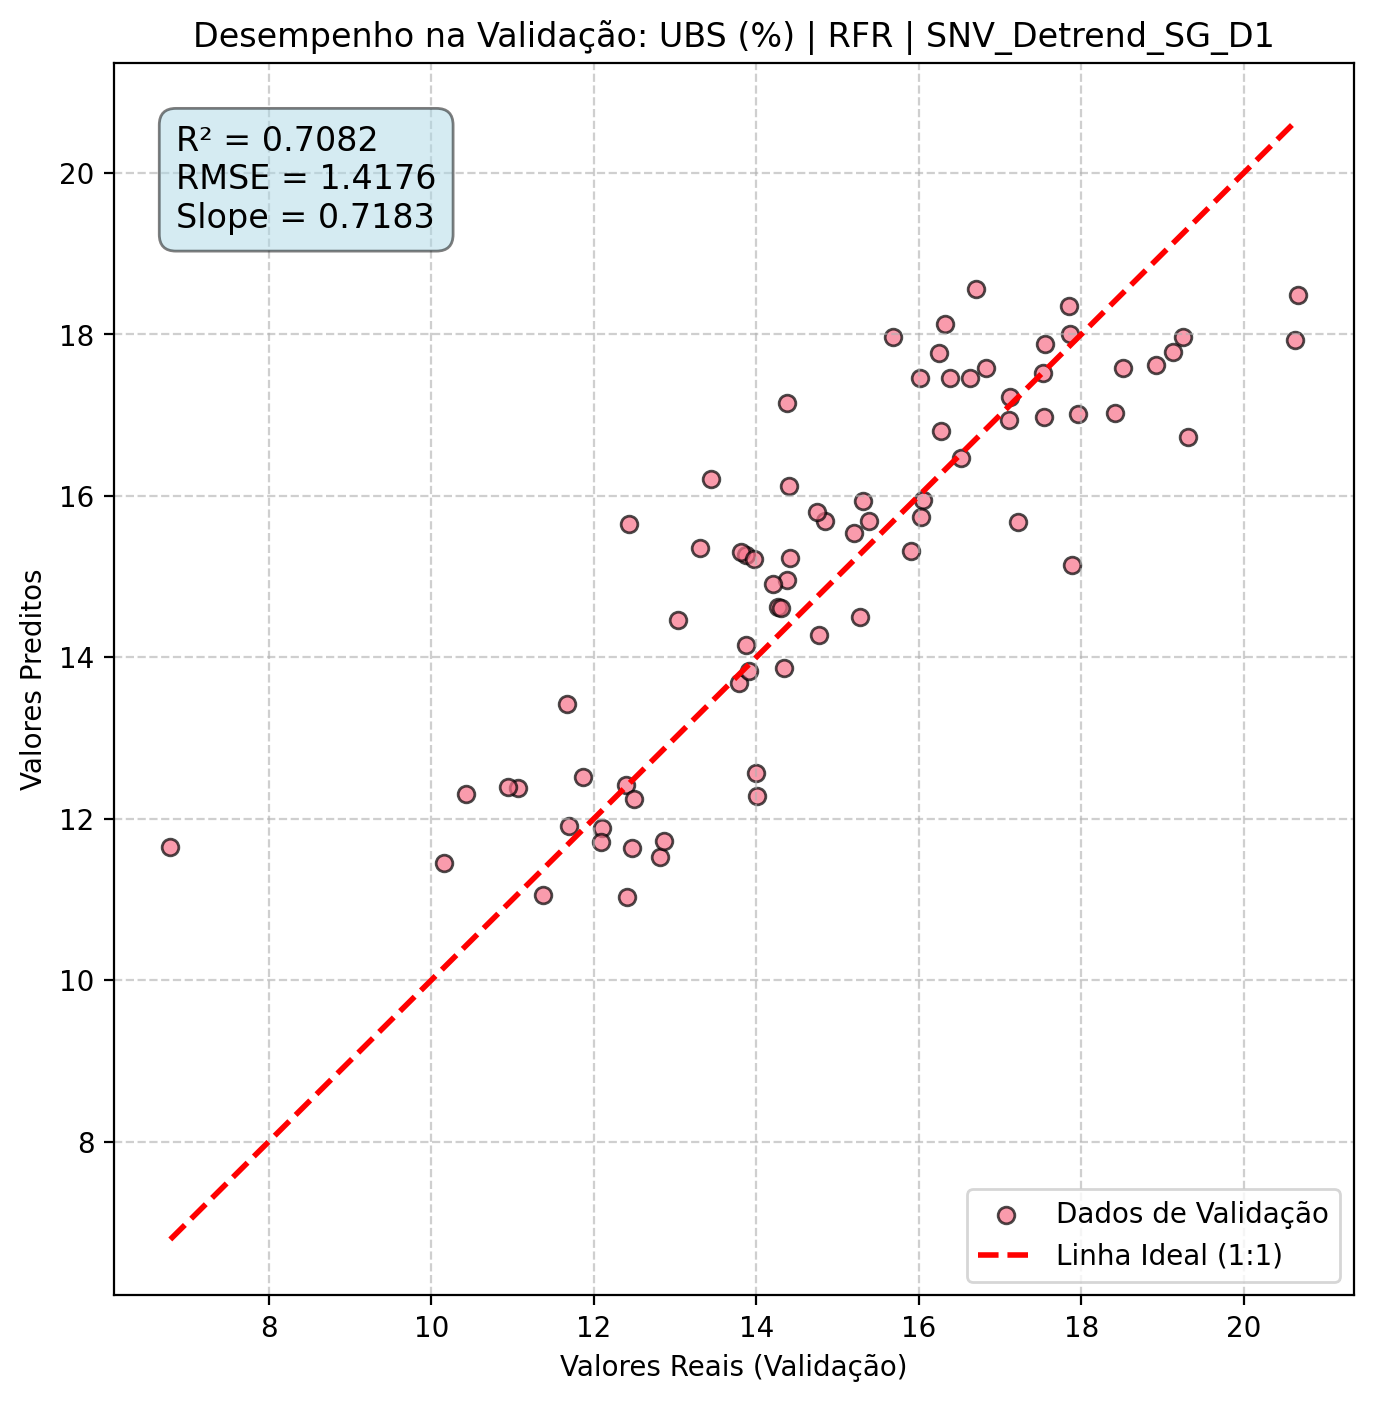 Desempenho na Validação: UBS (%) | RFR | SNV_Detrend_SG_D1
R² = 0.7082
RMSE = 1.4176
Slope = 0.7183
20
18
16
14
12
10
8
Valores Preditos
Dados de Validação
Linha Ideal (1:1)
8 10 12 14 16 18 20
Valores Reais (Validação)